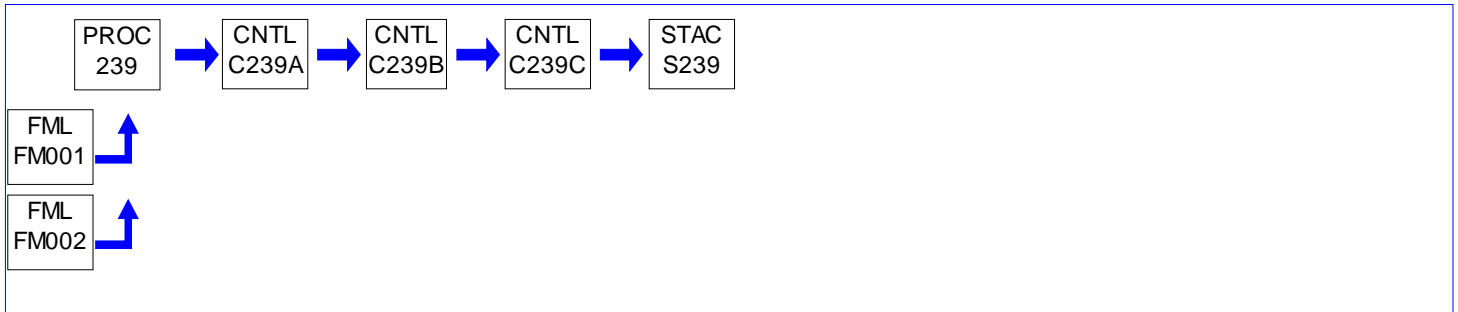 PROC
239
CNTL
C239A
CNTL
C239B
CNTL
C239C
STAC
S239
FML
FM001
FML
FM002